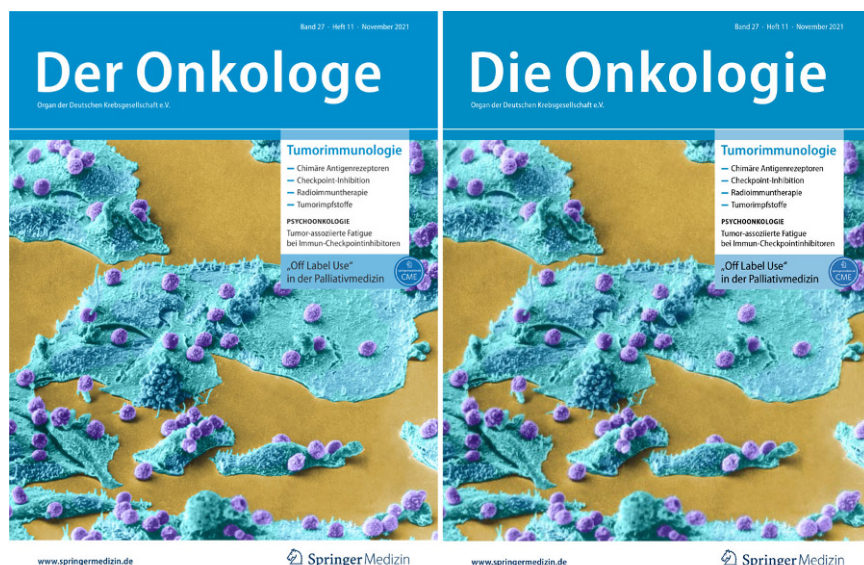 Band 27 · Heft 11 · November 2021
Der Onkologe
Organ der Deutschen Krebsgesellschaft e.V.
Tumorimmunologie
— Chimäre Antigenrezeptoren
— Checkpoint-Inhibition
— Radioimmuntherapie
— Tumorimpfstoffe
PSYCHOONKOLOGIE
Tumor-assoziierte Fatigue
bei Immun-Checkpointinhibitoren
„Off Label Use“
in der Palliativmedizin
CME
www.springermedizin.de
Springer Medizin
Band 27 · Heft 11 · November 2021
Die Onkologie
Organ der Deutschen Krebsgesellschaft e.V.
Tumorimmunologie
— Chimäre Antigenrezeptoren
— Checkpoint-Inhibition
— Radioimmuntherapie
— Tumorimpfstoffe
PSYCHOONKOLOGIE
Tumor-assoziierte Fatigue
bei Immun-Checkpointinhibitoren
„Off Label Use“
in der Palliativmedizin
CME
www.springermedizin.de
Springer Medizin